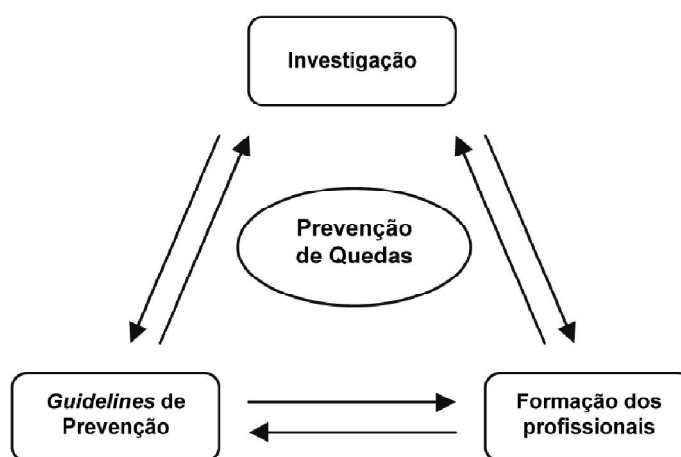 Investigação
Prevenção
de Quedas
Guidelines de
Prevenção
Formação dos
profissionais